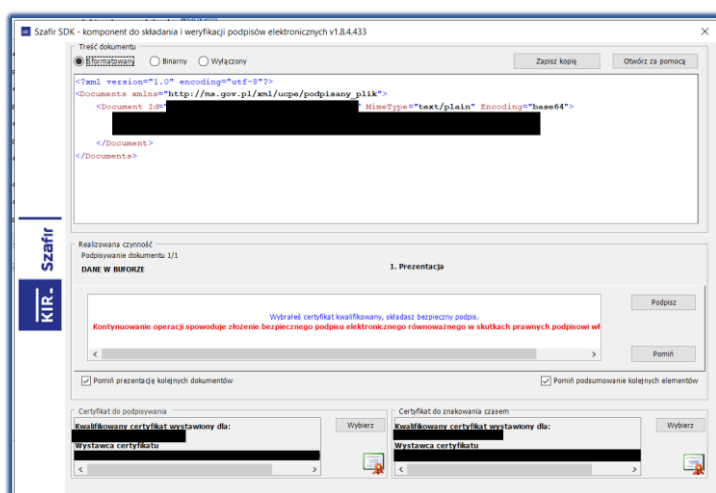 Szafir SDK - komponent do składania i weryfikacji podpisów elektronicznych v1.8.4.433
Treść dokumentu
Sformatowany Binarny Wyłączony Zapisz kopię Otwórz za pomocą
<?xml version="1.0" encoding="utf-8"?>
<Documents xmlns="http://ms.gov.pl/xml/ucpe/podpisany_plik">
<Document Id=" " MimeType="text/plain" Encoding="base64">
</Document>
</Documents>
KIR. Szafir
Realizowana czynność
Podpisywanie dokumentu 1/1
DANE W BUFORZE 1. Prezentacja
Podpisz
Wybrałeś certyfikat kwalifikowany, składasz bezpieczny podpis.
Kontynuowanie operacji spowoduje złożenie bezpiecznego podpisu elektronicznego równoważnego w skutkach prawnych podpisowi wł
Pomiń
Pomiń prezentację kolejnych dokumentów Pomiń podsumowanie kolejnych elementów
Certyfikat do podpisywania Certyfikat do znakowania czasem
Kwalifikowany certyfikat wystawiony dla: Wybierz Kwalifikowany certyfikat wystawiony dla: Wybierz
Wystawca certyfikatu Wystawca certyfikatu